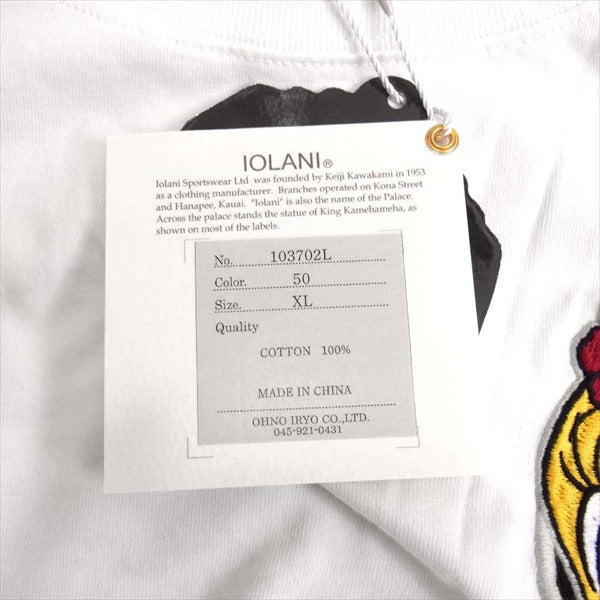 IOLANI®
Iolani Sportswear Ltd was founded by Keiji Kawakami in 1953
as a clothing manufacturer. Branches operated on Kona Street
and Hanapee, Kauai. "Iolani" is also the name of the Palace.
Across the palace stands the statue of King Kamehameha, as
shown on most of the labels.
No. 103702L
Color. 50
Size. XL
Quality
COTTON 100%
MADE IN CHINA
OHNO IRYO CO.,LTD.
045-921-0431